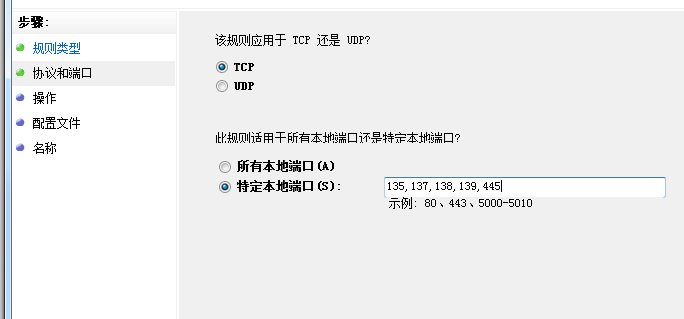 步骤:
规则类型
协议和端口
操作
配置文件
名称
该规则应用于 TCP 还是 UDP?
TCP
UDP
此规则适用于所有本地端口还是特定本地端口?
所有本地端口(A)
特定本地端口(S): 135,137,138,139,445
示例: 80、443、5000-5010